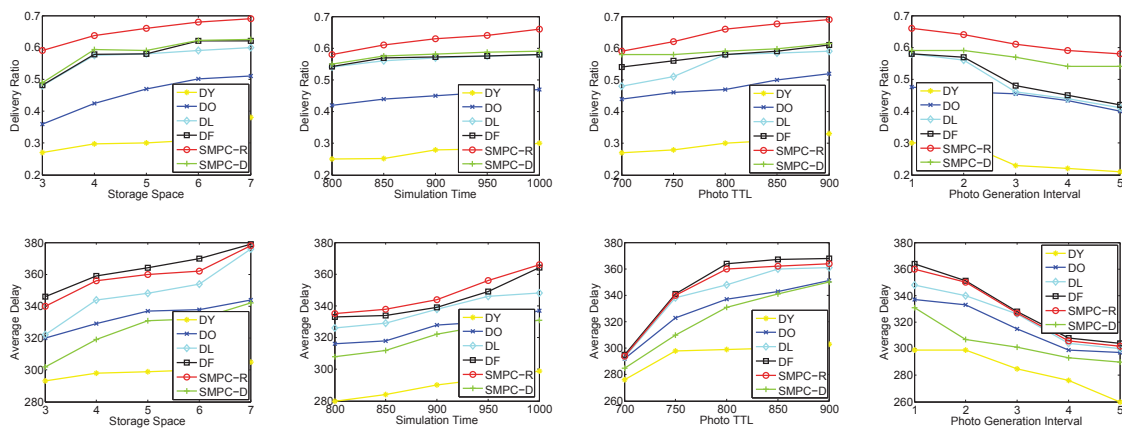 Delivery Ratio
0.7
0.6
0.5
0.4
0.3
0.2
3 4 5 6 7
Storage Space
DY
DO
DL
DF
SMPC-R
SMPC-D
Delivery Ratio
0.7
0.6
0.5
0.4
0.3
0.2
800 850 900 950 1000
Simulation Time
DY
DO
DL
DF
SMPC-R
SMPC-D
Delivery Ratio
0.7
0.6
0.5
0.4
0.3
0.2
700 750 800 850 900
Photo TTL
DY
DO
DL
DF
SMPC-R
SMPC-D
Delivery Ratio
0.7
0.6
0.5
0.4
0.3
0.2
1 2 3 4 5
Photo Generation Interval
DY
DO
DL
DF
SMPC-R
SMPC-D
Average Delay
380
360
340
320
300
280
3 4 5 6 7
Storage Space
DY
DO
DL
DF
SMPC-R
SMPC-D
Average Delay
380
360
340
320
300
280
800 850 900 950 1000
Simulation Time
DY
DO
DL
DF
SMPC-R
SMPC-D
Average Delay
380
360
340
320
300
280
260
700 750 800 850 900
Photo TTL
DY
DO
DL
DF
SMPC-R
SMPC-D
Average Delay
380
360
340
320
300
280
260
1 2 3 4 5
Photo Generation Interval
DY
DO
DL
DF
SMPC-R
SMPC-D